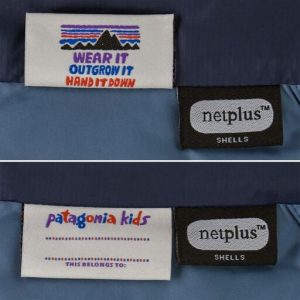 WEAR IT
OUTGROW IT
HAND IT DOWN
netplus™
SHELLS
patagonia kids
THIS BELONGS TO:
netplus™
SHELLS